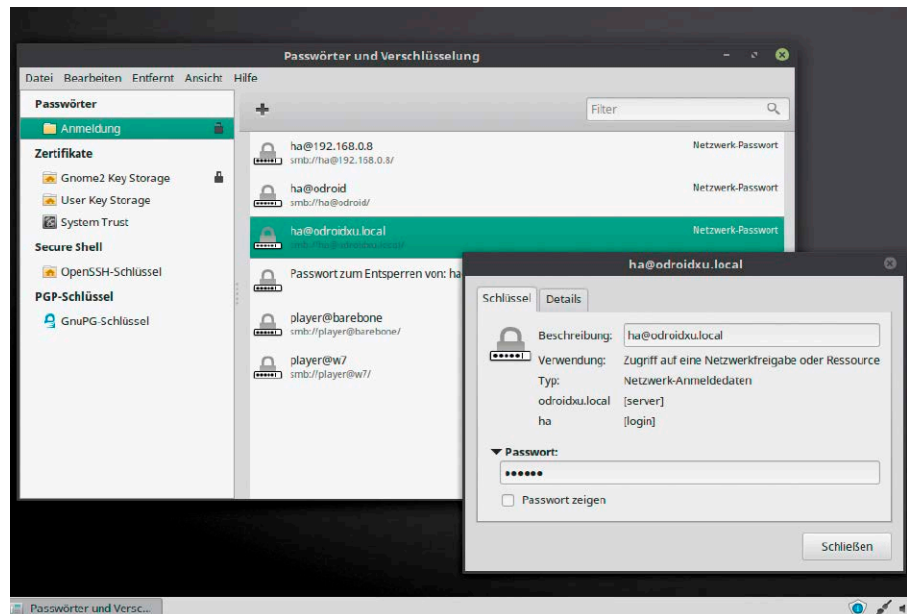 Passwörter und Verschlüsselung
Datei Bearbeiten Entfernt Ansicht Hilfe
Passwörter
Anmeldung
Zertifikate
Gnome2 Key Storage
User Key Storage
System Trust
Secure Shell
OpenSSH-Schlüssel
PGP-Schlüssel
GnuPG-Schlüssel
Filter
ha@192.168.0.8 Netzwerk-Passwort
smb://ha@192.168.0.8/
ha@odroid Netzwerk-Passwort
smb://ha@odroid/
ha@odroidxu.local Netzwerk-Passwort
smb://ha@odroidxu.local/
Passwort zum Entsperren von: ha
player@barebone
smb://player@barebone/
player@w7
smb://player@w7/
ha@odroidxu.local
Schlüssel Details
Beschreibung: ha@odroidxu.local
Verwendung: Zugriff auf eine Netzwerkfreigabe oder Ressource
Typ: Netzwerk-Anmeldedaten
odroidxu.local [server]
ha [login]
Passwort:
••••••
Passwort zeigen
Schließen
Passwörter und Versc...